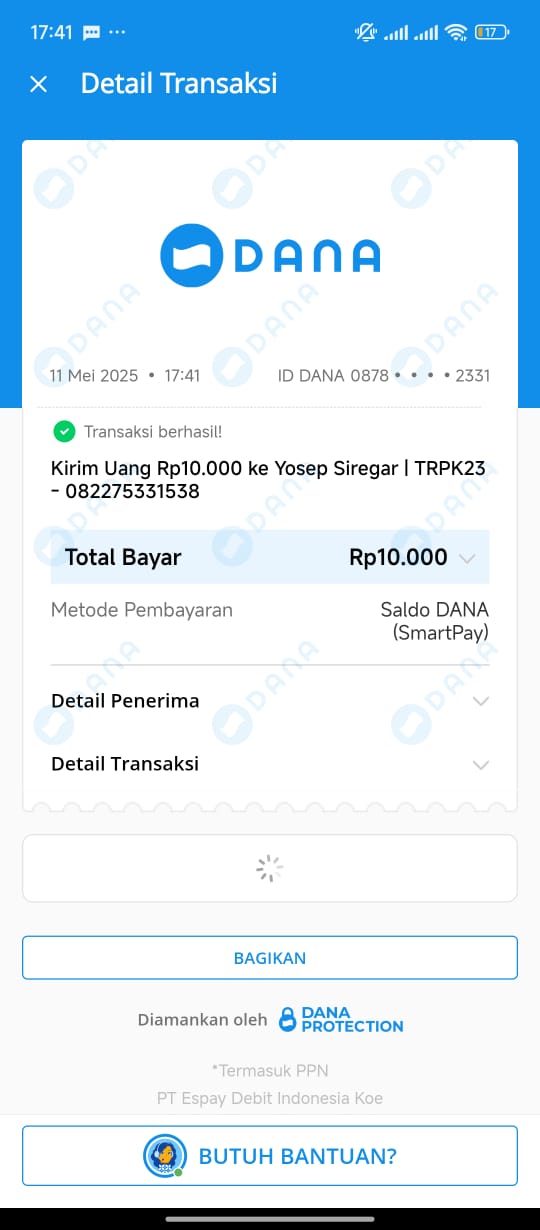 17:41
17
Detail Transaksi
DANA
11 Mei 2025 • 17:41 ID DANA 0878 • • • • 2331
Transaksi berhasil!
Kirim Uang Rp10.000 ke Yosep Siregar | TRPK23
- 082275331538
Total Bayar Rp10.000
Metode Pembayaran Saldo DANA
(SmartPay)
Detail Penerima
Detail Transaksi
BAGIKAN
Diamankan oleh DANA
PROTECTION
*Termasuk PPN
PT Espay Debit Indonesia Koe
BUTUH BANTUAN?